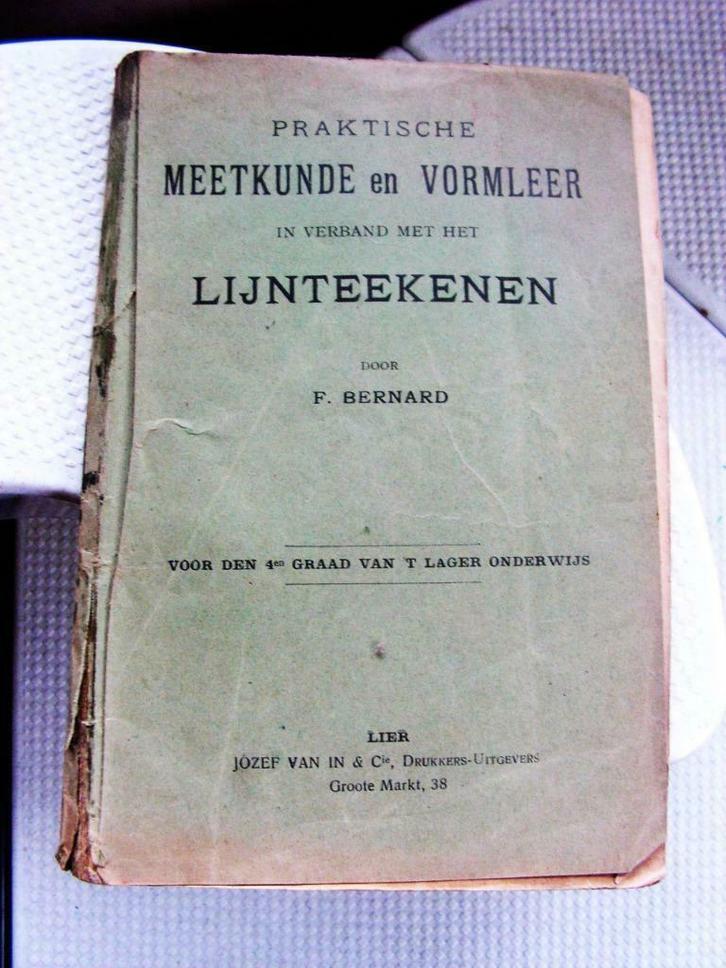 PRAKTISCHE
MEETKUNDE en VORMLEER
IN VERBAND MET HET
LIJNTEEKENEN
DOOR
F. BERNARD
VOOR DEN 4en GRAAD VAN 'T LAGER ONDERWIJS
LIER
JOZEF VAN IN & Cie, DRUKKERS-UITGEVERS
Groote Markt, 38